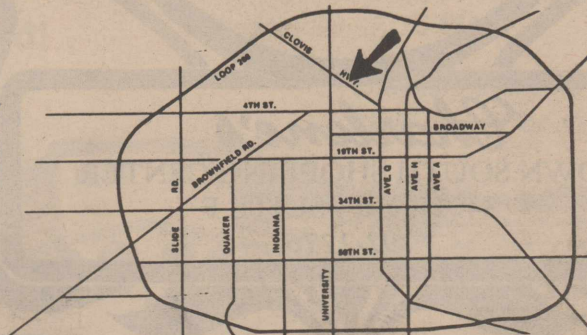 CLOVIS
HWY.
LOOP 289
4TH ST.
BROADWAY
BROWNFIELD RD.
19TH ST.
AVE. Q
AVE. H
AVE. A
34TH ST.
SLIDE RD.
QUAKER
INDIANA
UNIVERSITY
50TH ST.